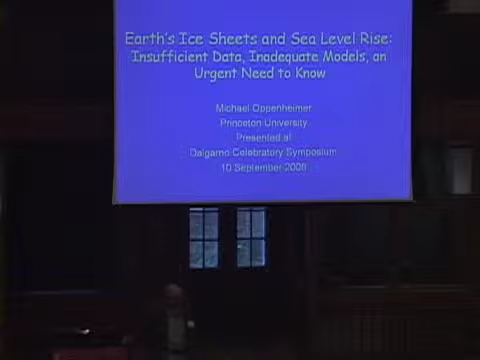 Earth's Ice Sheets and Sea Level Rise:
Insufficient Data, Inadequate Models, an
Urgent Need to Know
Michael Oppenheimer
Princeton University
Presented at
Dalgarno Celebratory Symposium
10 September 2008